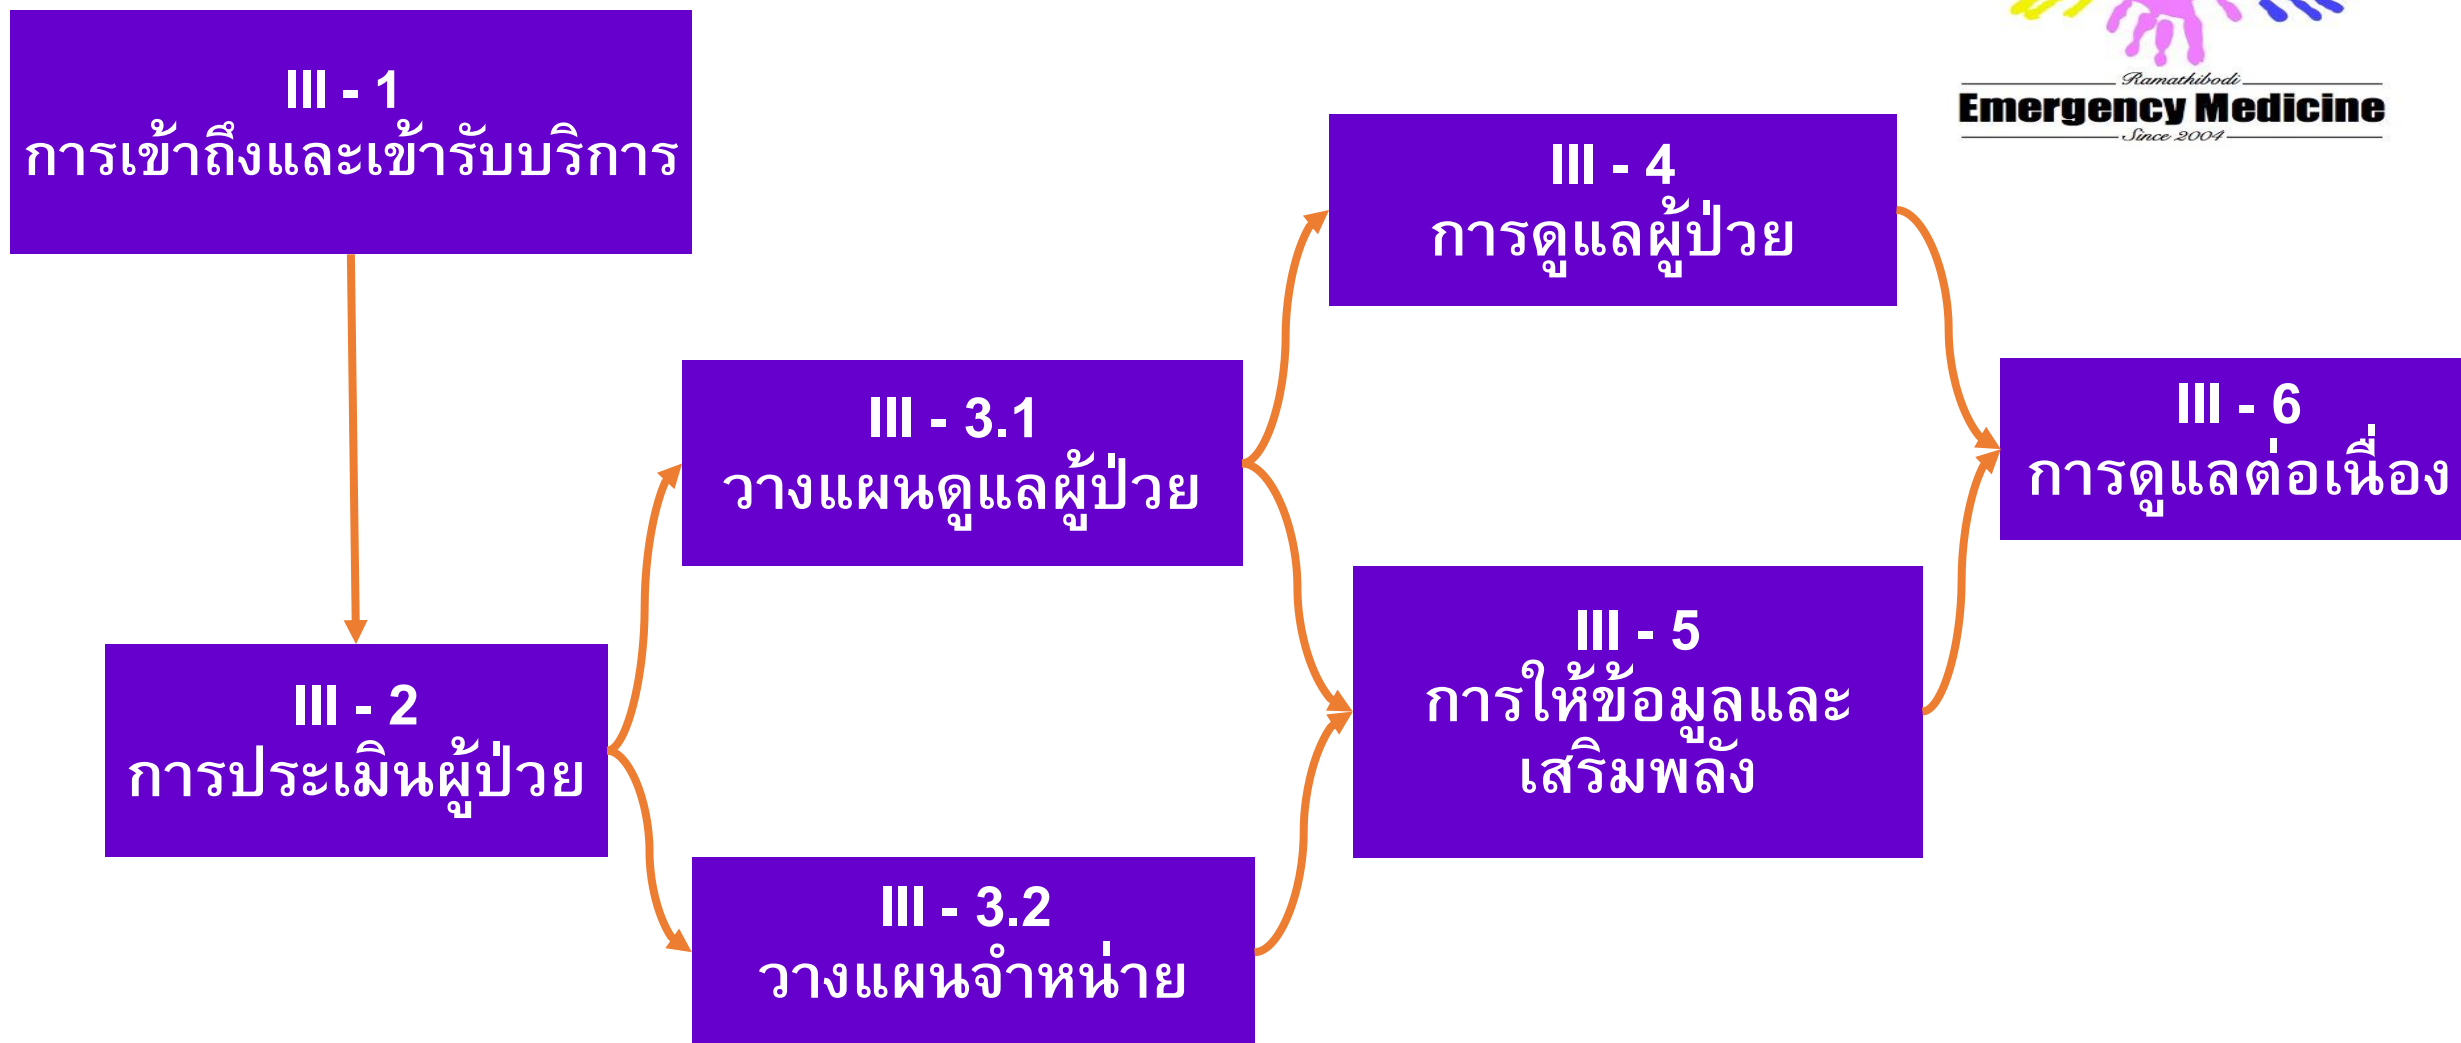 III - 1
การเข้าถึงและเข้ารับบริการ
Ramathibodi
Emergency Medicine
Since 2004
III - 4
การดูแลผู้ป่วย
III - 3.1
วางแผนดูแลผู้ป่วย
III - 6
การดูแลต่อเนื่อง
III - 5
การให้ข้อมูลและ
เสริมพลัง
III - 2
การประเมินผู้ป่วย
III - 3.2
วางแผนจำหน่าย